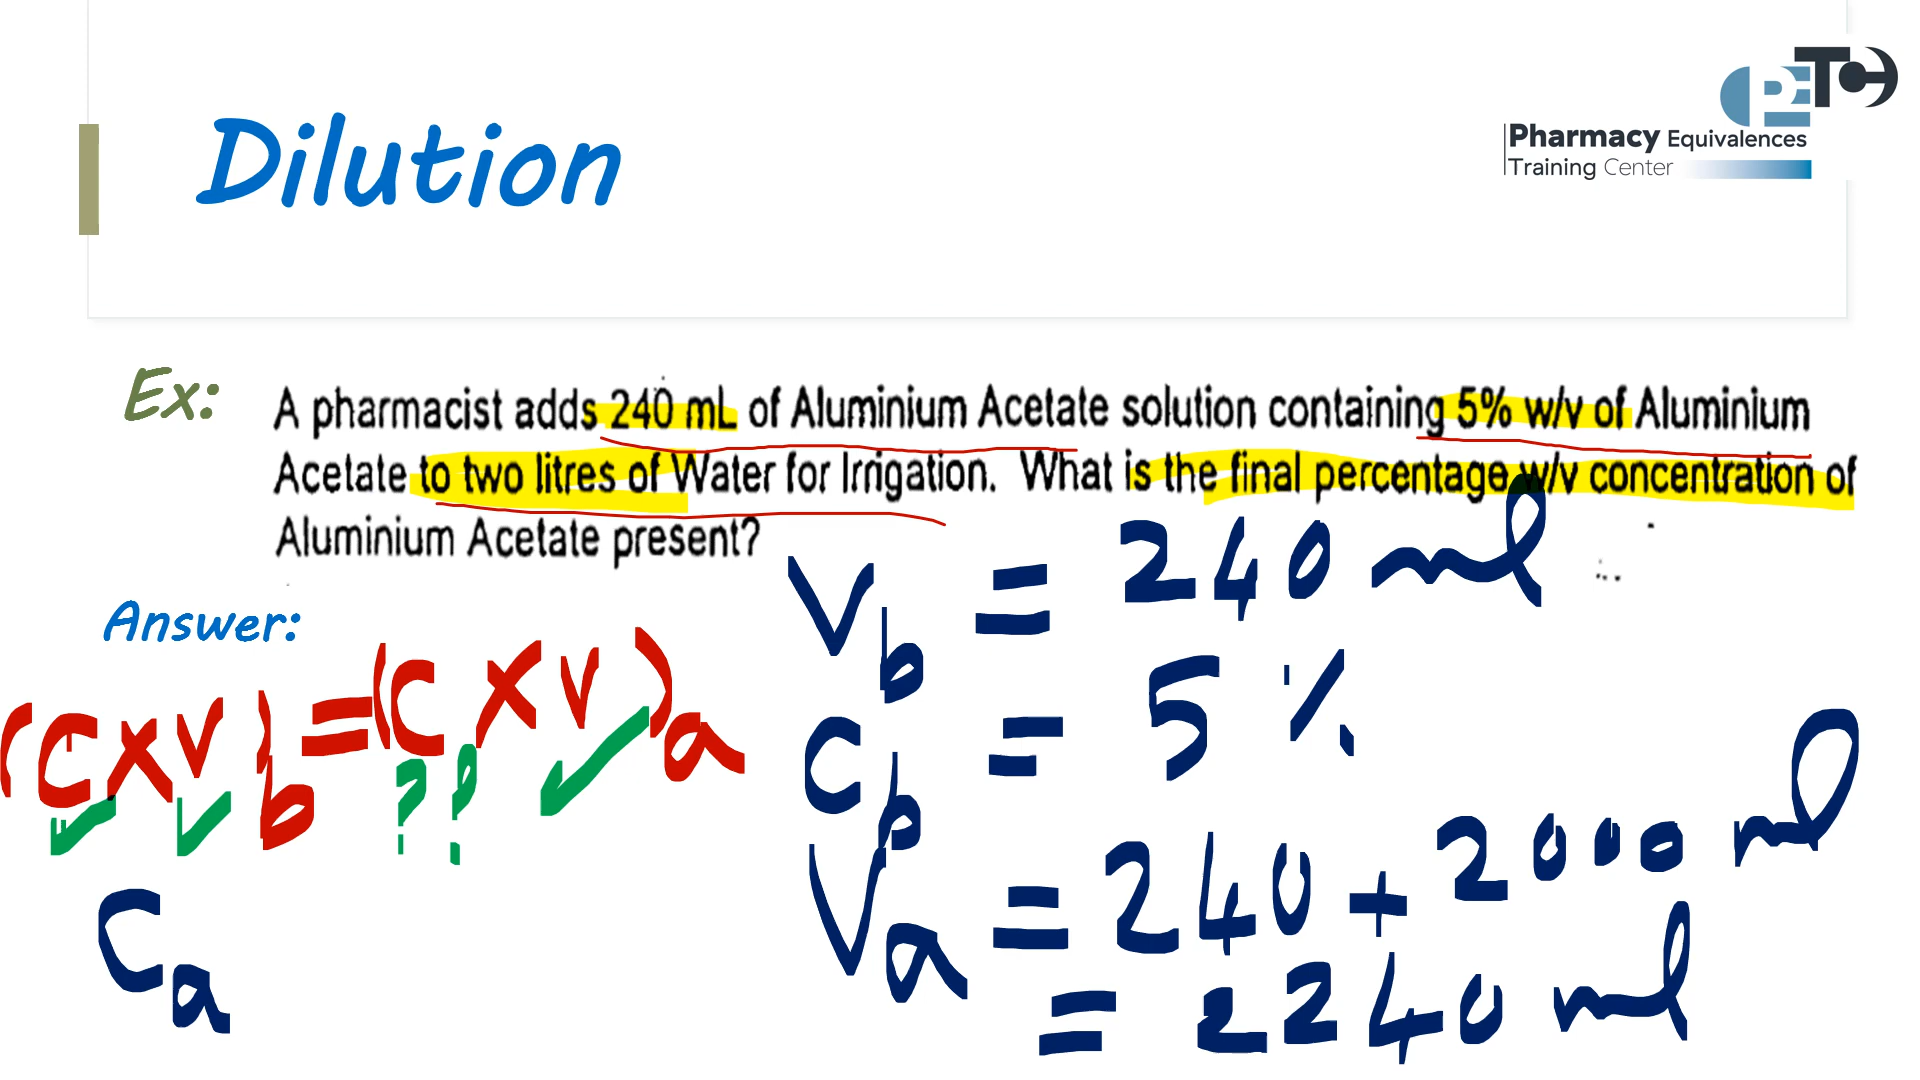 PETC
Pharmacy Equivalences
Training Center
Dilution
Ex:
A pharmacist adds 240 mL of Aluminium Acetate solution containing 5% w/v of Aluminium
Acetate to two litres of Water for Irrigation. What is the final percentage w/v concentration of
Aluminium Acetate present?
Answer:
(C x V)b = (C x V)a
??
Ca
Vb = 240 ml
Cb = 5 %
Va = 240 + 2000 ml
= 2240 ml